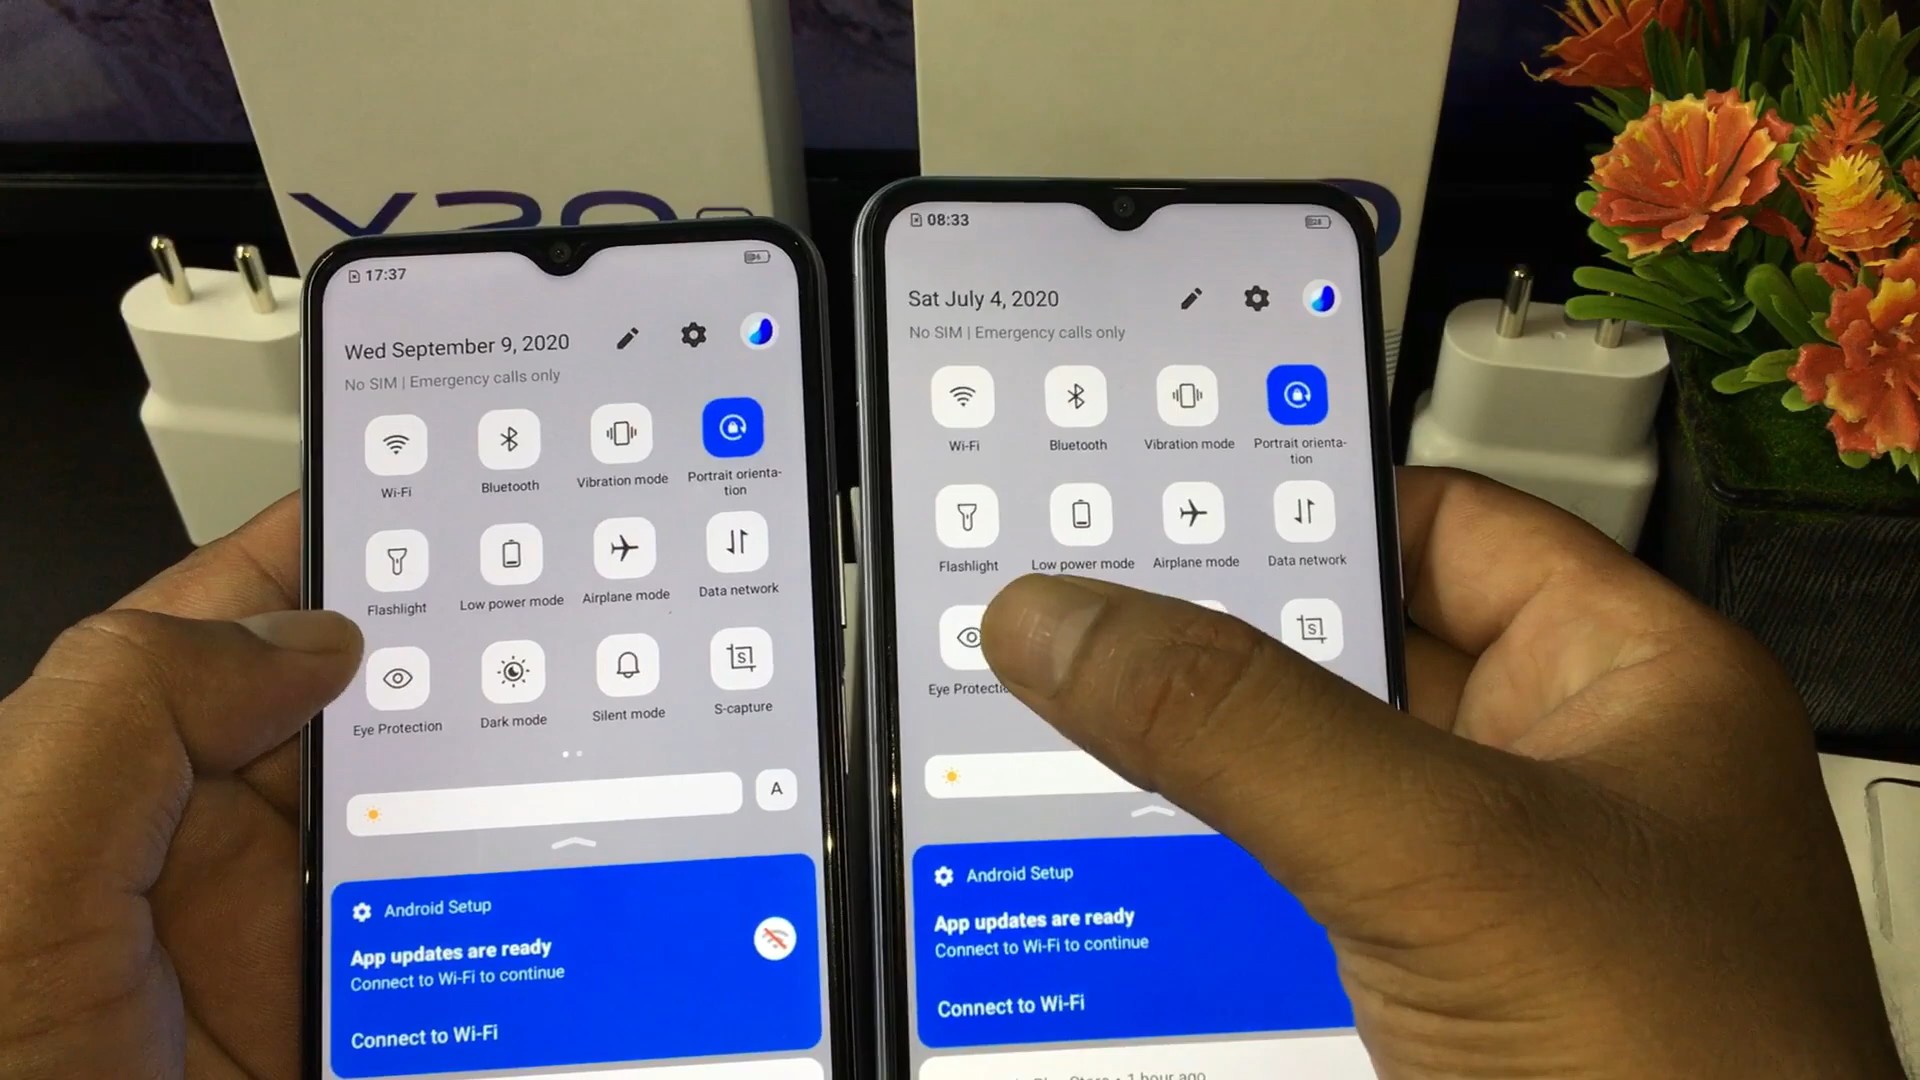 Y20
17:37
36
Wed September 9, 2020
No SIM | Emergency calls only
Wi-Fi
Bluetooth
Vibration mode
Portrait orienta-
tion
Flashlight
Low power mode
Airplane mode
Data network
Eye Protection
Dark mode
Silent mode
S
S-capture
A
Android Setup
App updates are ready
Connect to Wi-Fi to continue
Connect to Wi-Fi
08:33
28
Sat July 4, 2020
No SIM | Emergency calls only
Wi-Fi
Bluetooth
Vibration mode
Portrait orienta-
tion
Flashlight
Low power mode
Airplane mode
Data network
Eye Protecti
S
Android Setup
App updates are ready
Connect to Wi-Fi to continue
Connect to Wi-Fi
1 hour ago